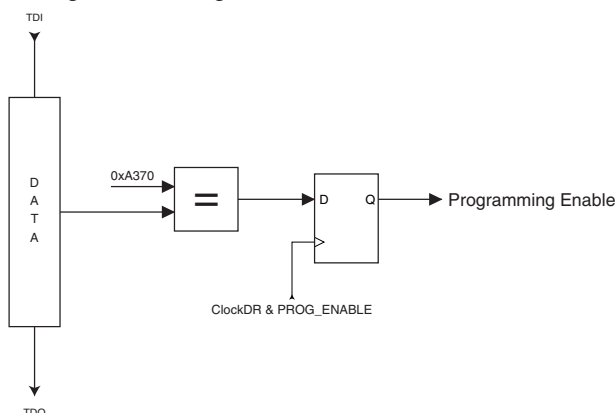 TDI
D
A
T
A
0xA370
=
D
Q
Programming Enable
ClockDR & PROG_ENABLE
TDO